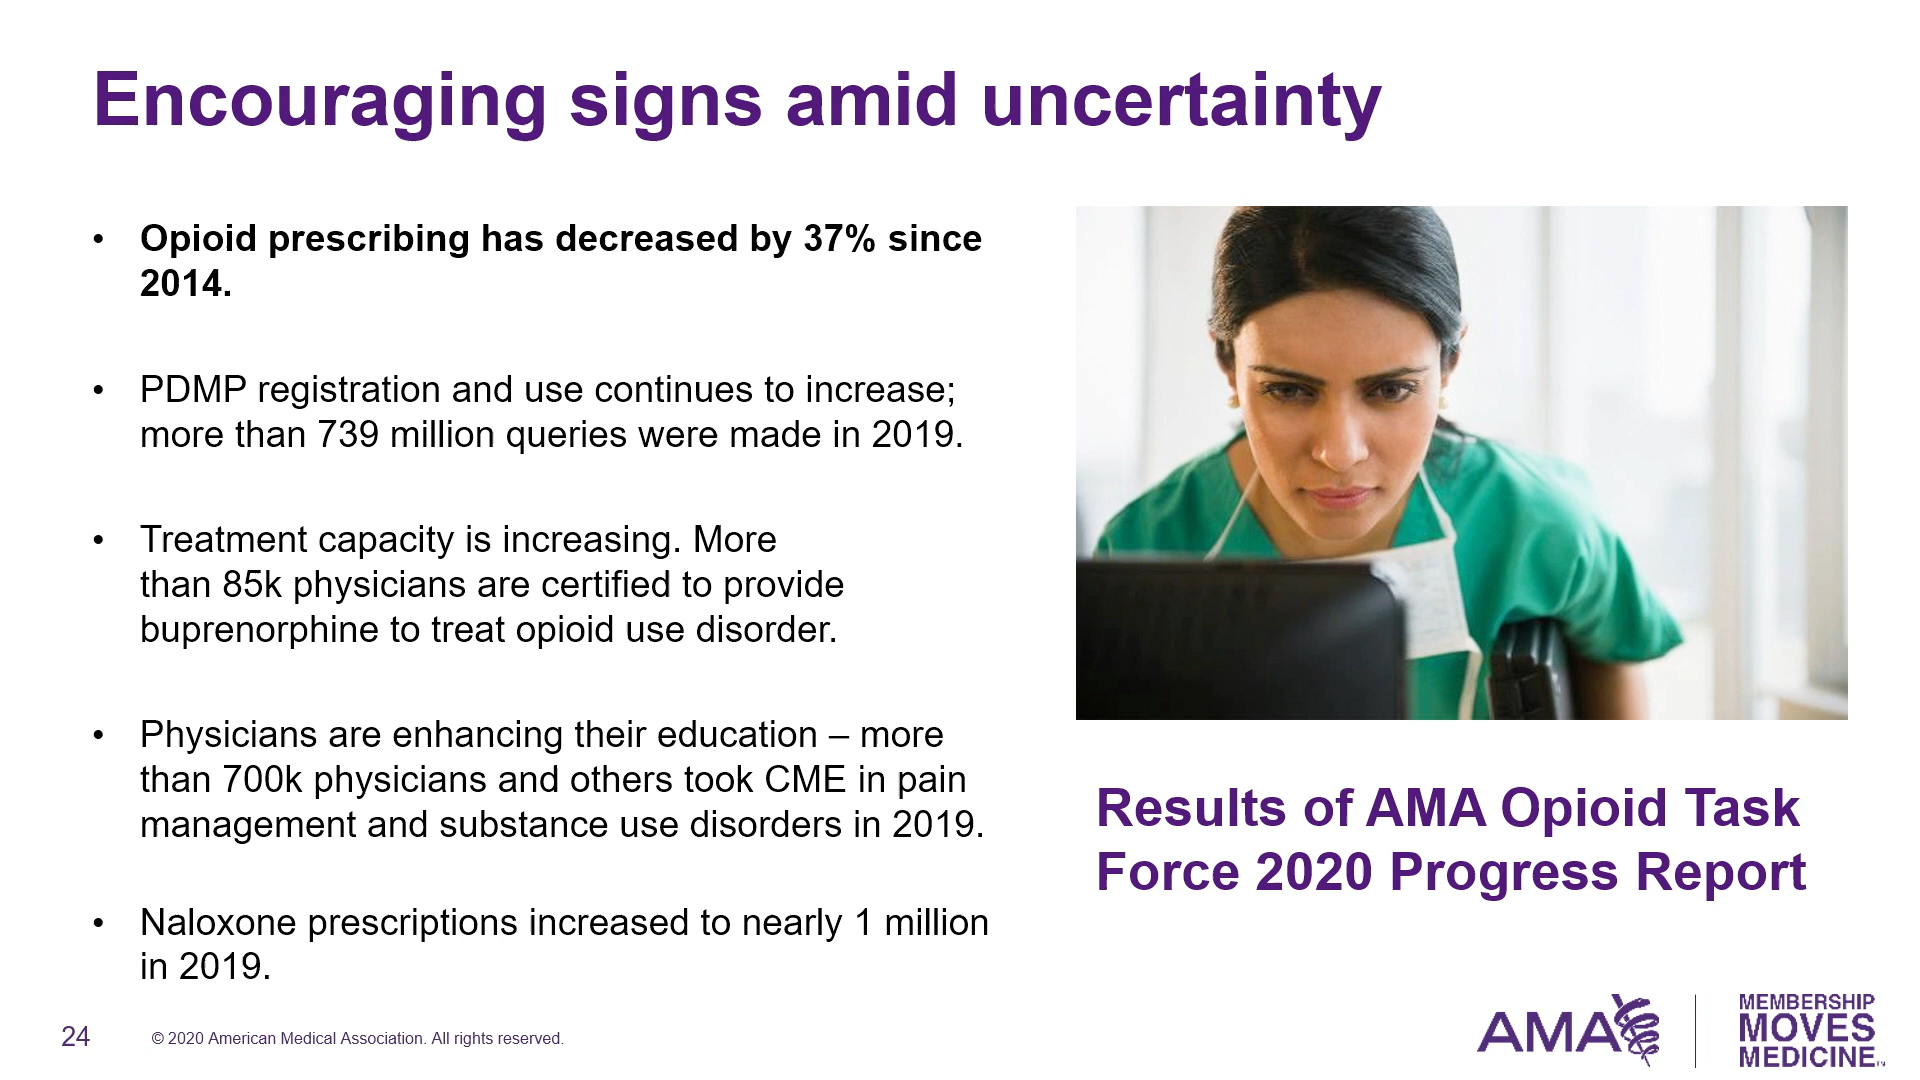 Encouraging signs amid uncertainty
• Opioid prescribing has decreased by 37% since
2014.
• PDMP registration and use continues to increase;
more than 739 million queries were made in 2019.
• Treatment capacity is increasing. More
than 85k physicians are certified to provide
buprenorphine to treat opioid use disorder.
• Physicians are enhancing their education – more
than 700k physicians and others took CME in pain
management and substance use disorders in 2019.
• Naloxone prescriptions increased to nearly 1 million
in 2019.
Results of AMA Opioid Task
Force 2020 Progress Report
24
© 2020 American Medical Association. All rights reserved.
AMA
MEMBERSHIP
MOVES
MEDICINE™